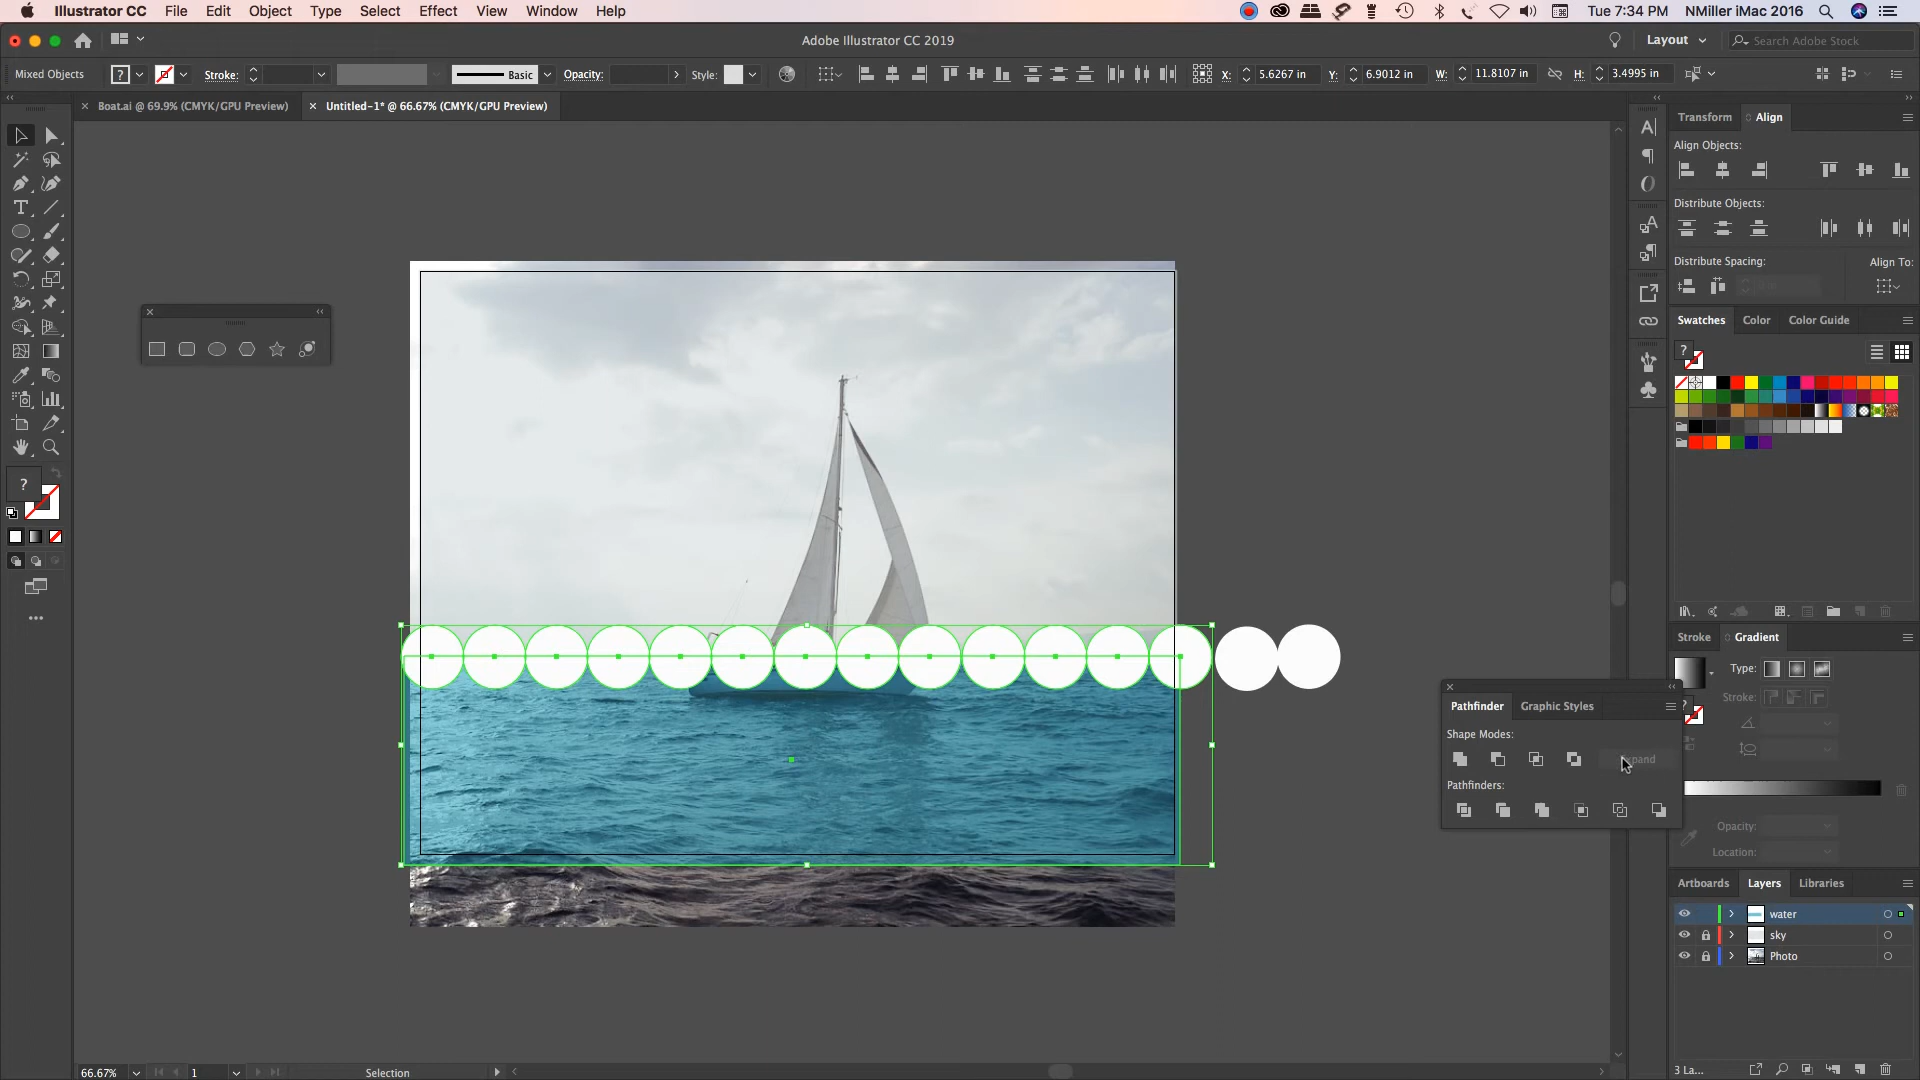 Illustrator CC File Edit Object Type Select Effect View Window Help Tue 7:34 PM NMiller iMac 2016
Adobe Illustrator CC 2019 Layout Search Adobe Stock
Mixed Objects ? Stroke: Basic Opacity: Style: X: 5.6267 in Y: 6.9012 in W: 11.8107 in H: 3.4995 in
Boat.ai @ 69.9% (CMYK/GPU Preview) Untitled-1* @ 66.67% (CMYK/GPU Preview)
Transform Align
Align Objects:
Distribute Objects:
Distribute Spacing: Align To:
Swatches Color Color Guide
?
?
Stroke Gradient
Type:
Stroke:
Pathfinder Graphic Styles
Shape Modes:
Pathfinders:
Opacity:
Location:
Artboards Layers Libraries
water
sky
Photo
66.67% 1 Selection 3 La...